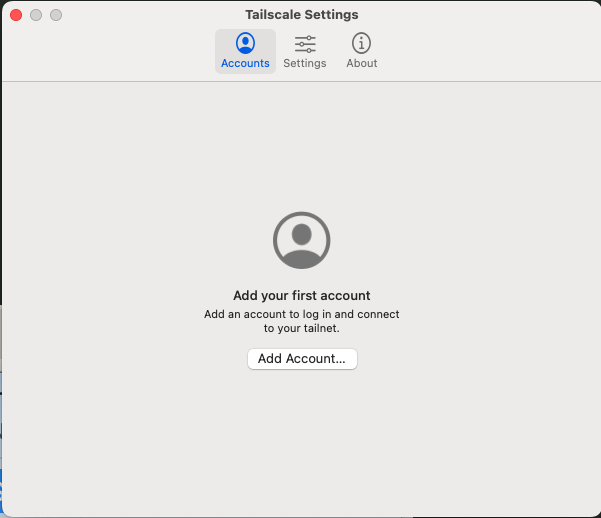 Tailscale Settings
Accounts
Settings
About
Add your first account
Add an account to log in and connect
to your tailnet.
Add Account...